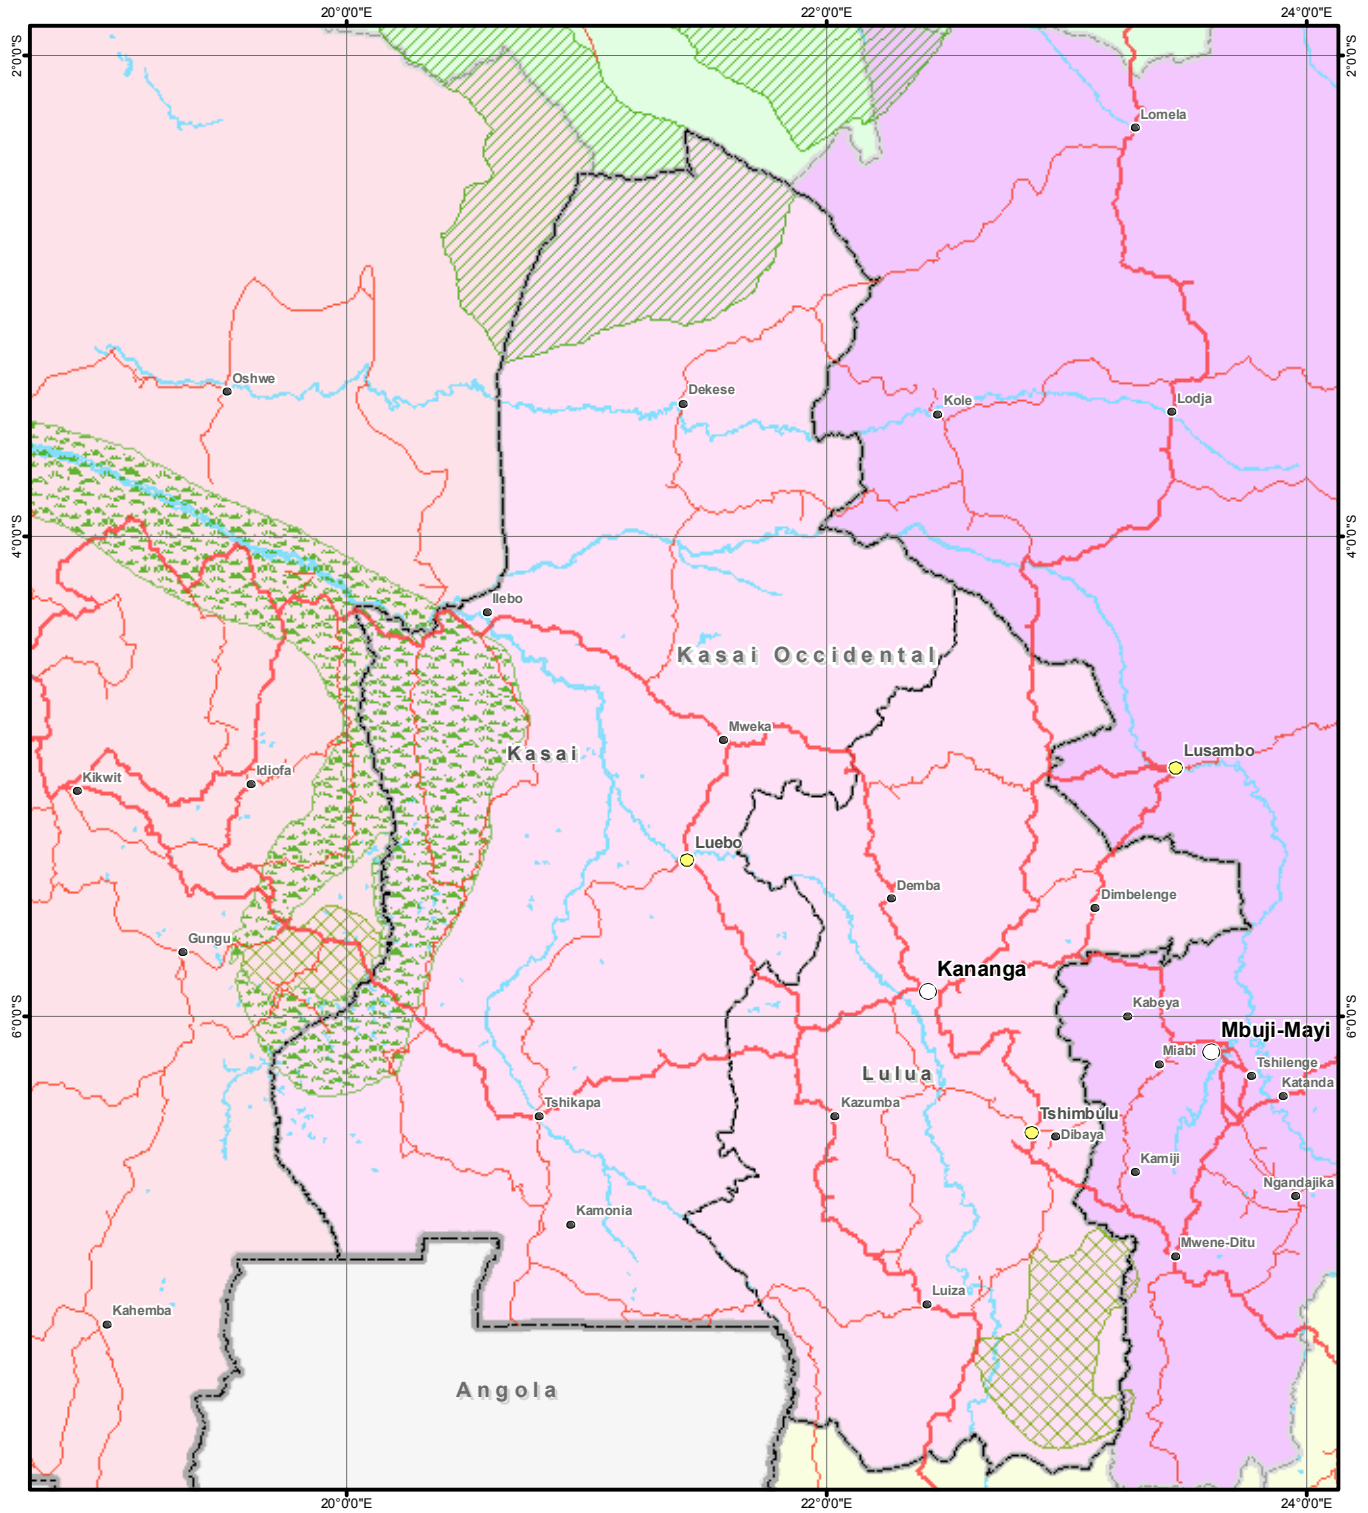 20°0'0"E
22°0'0"E
24°0'0"E
2°0'0"S
2°0'0"S
Lomela
Oshwe
Dekese
Kole
Lodja
4°0'0"S
4°0'0"S
Ilebo
Kasai Occidental
Mweka
Kasai
Lusambo
Kikwit
Idiofa
Luebo
Demba
Dimbelenge
Gungu
Kananga
Kabeya
6°0'0"S
6°0'0"S
Mbuji-Mayi
Miabi
Tshilenge
Lulua
Katanda
Tshikapa
Kazumba
Tshimbulu
Dibaya
Kamiji
Ngandajika
Kamonia
Mwene-Ditu
Luiza
Kahemba
Angola
20°0'0"E
22°0'0"E
24°0'0"E